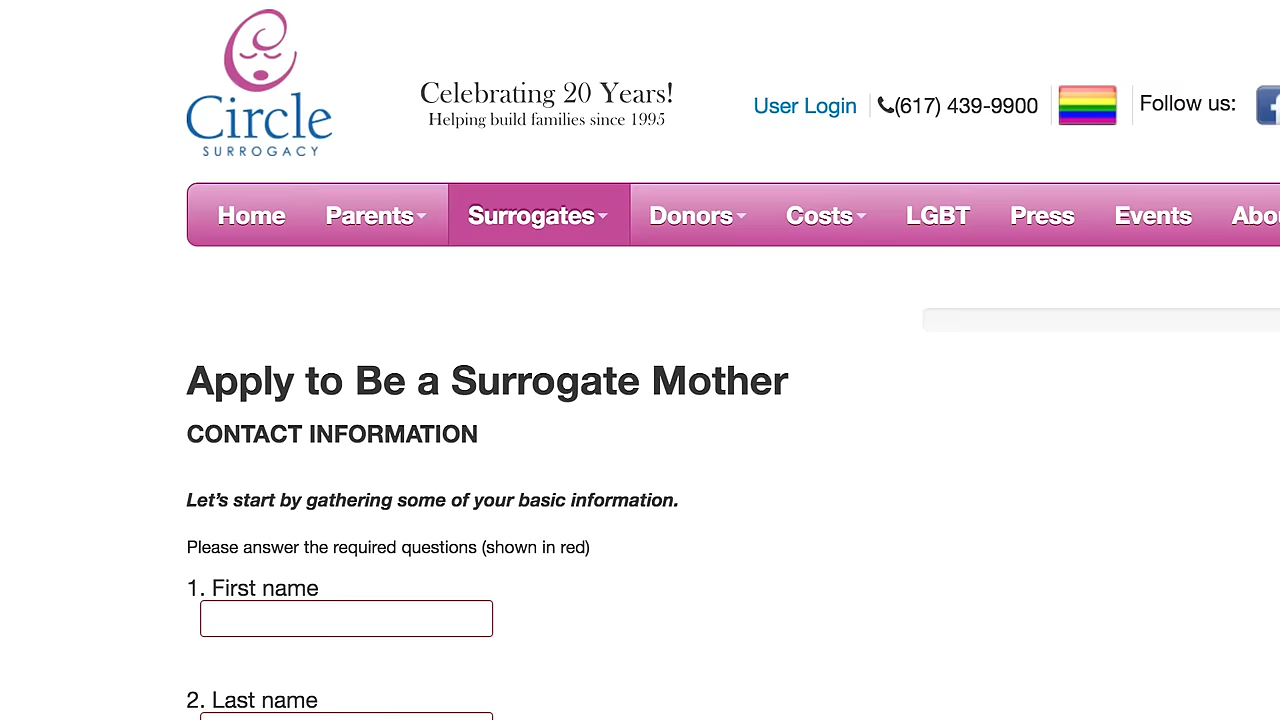 Circle
SURROGACY
Celebrating 20 Years!
Helping build families since 1995
User Login
(617) 439-9900
Follow us:
Home
Parents
Surrogates
Donors
Costs
LGBT
Press
Events
Abo
Apply to Be a Surrogate Mother
CONTACT INFORMATION
Let’s start by gathering some of your basic information.
Please answer the required questions (shown in red)
1. First name
2. Last name